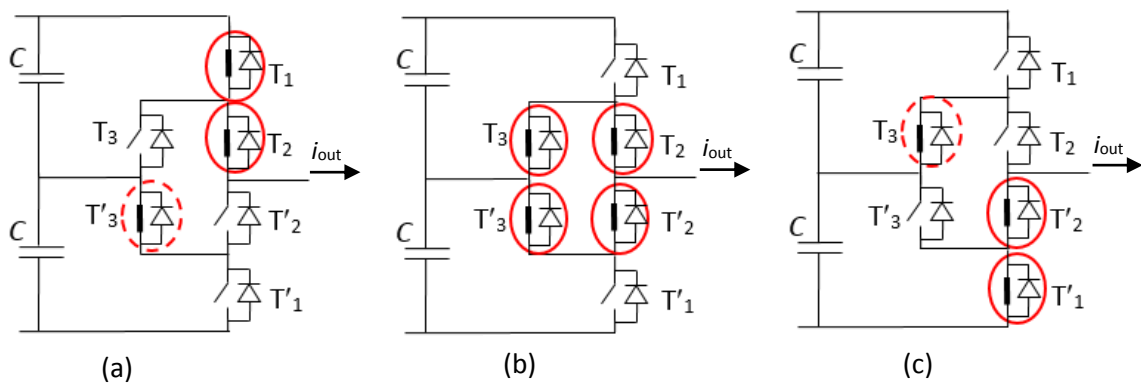 C
C
T₁
T₂
T₃
T'₃
T'₂
T'₁
iout
(a)
C
C
T₁
T₂
T₃
T'₃
T'₂
T'₁
iout
(b)
C
C
T₁
T₂
T₃
T'₃
T'₂
T'₁
iout
(c)